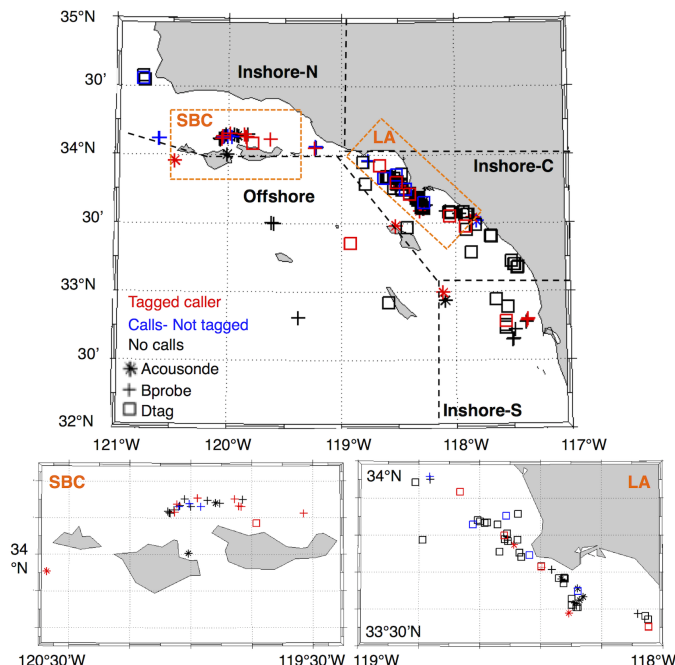 35°N
Inshore-N
30'
SBC
LA
34°N
Inshore-C
Offshore
30'
33°N
Tagged caller
Calls- Not tagged
No calls
30'
Acousonde
Bprobe
Dtag
Inshore-S
32°N
121°W
120°W
119°W
118°W
117°W
SBC
34
°N
120°30'W
119°30'W
34°N
LA
33°30'N
119°W
118°W